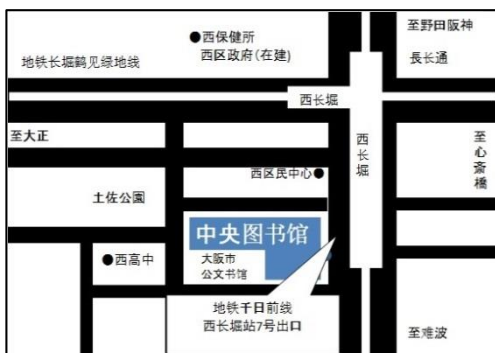 ●西保健所
西区政府(在建)
至野田阪神
長长通
地铁长堀鹤见绿地线
西长堀
至大正
西长堀
至心斎橋
西区民中心●
土佐公園
中央图书馆
●西高中
大阪市
公文书馆
地铁千日前线
西长堀站7号出口
至难波